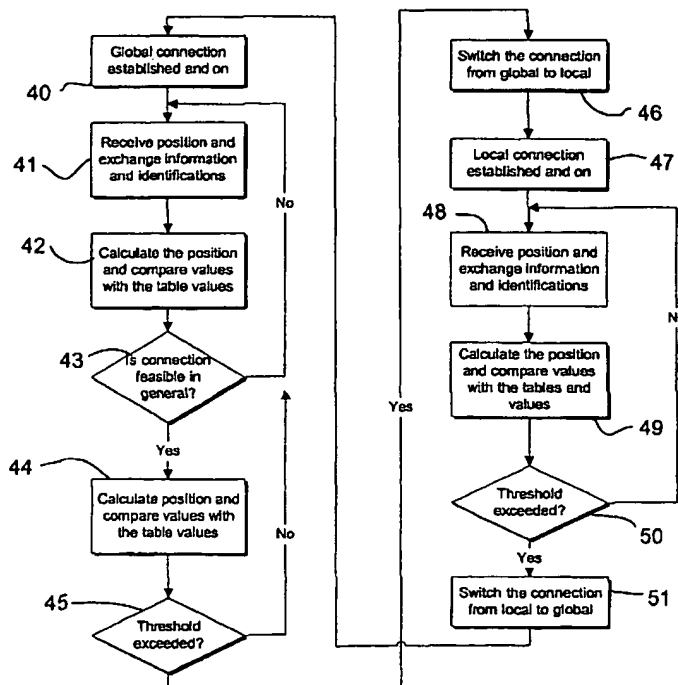 Global connection
established and on
40
Receive position and
exchange information
and identifications
41
No
Calculate the position
and compare values
with the table values
42
Is connection
feasible in
general?
43
Yes
Calculate position and
compare values with
the table values
44
No
Threshold
exceeded?
45
Yes
Switch the connection
from global to local
46
Local connection
established and on
47
48
Receive position and
exchange information
and identifications
N
Calculate the position
and compare values
with the tables and
values
49
Threshold
exceeded?
50
Yes
Switch the connection
from local to global
51